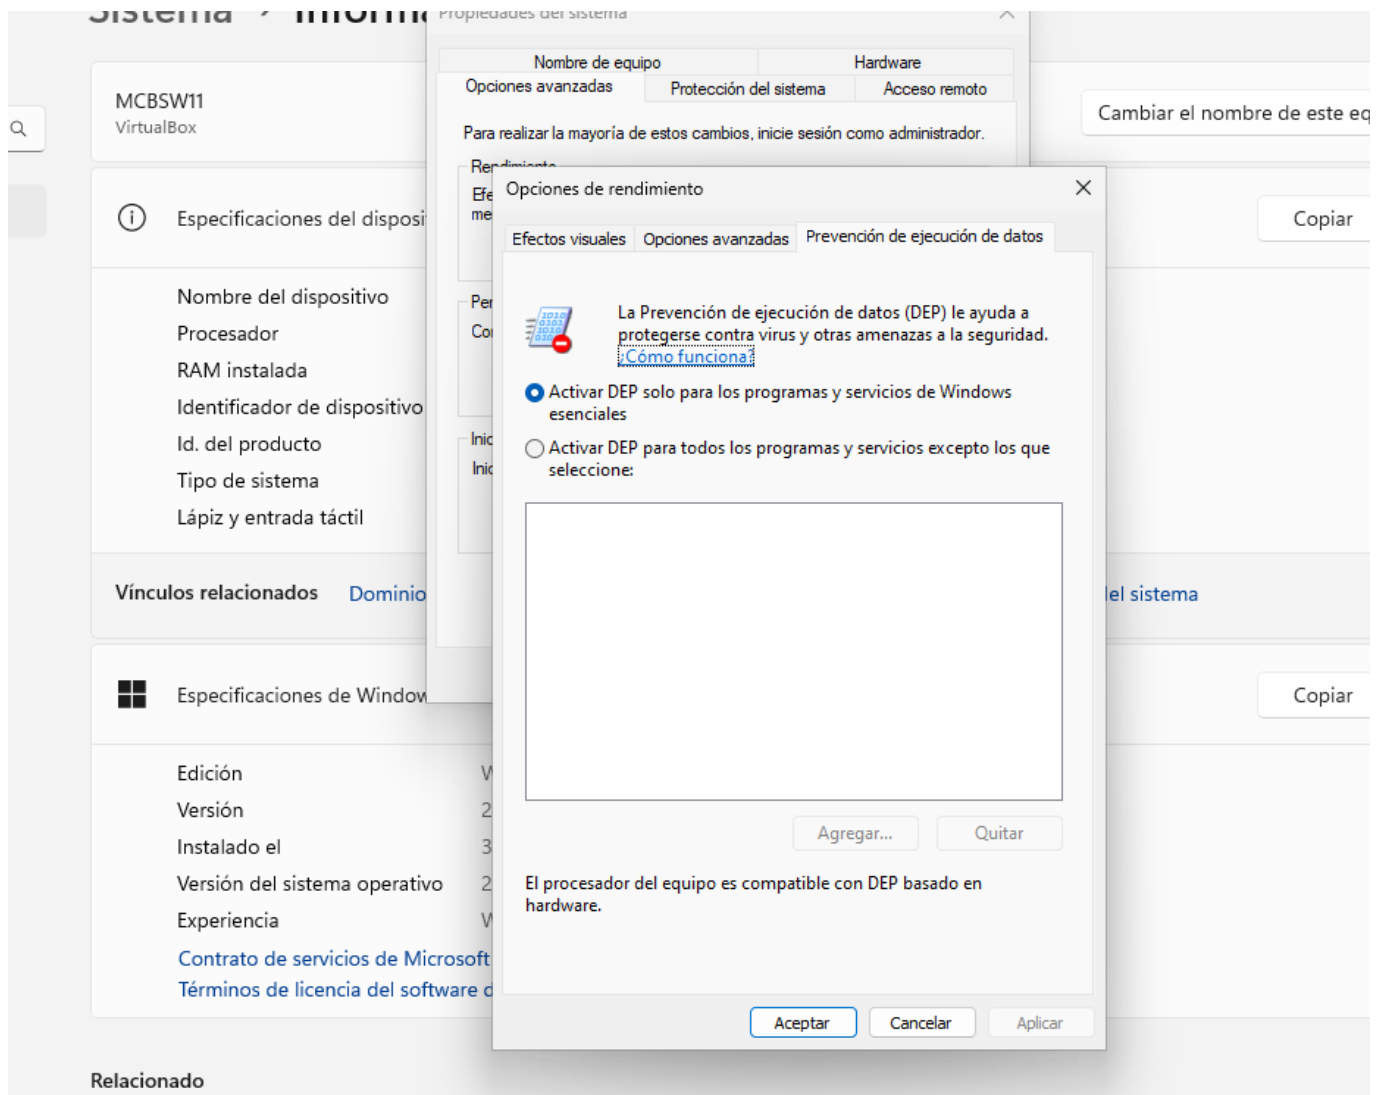 Sistema
Propiedades del sistema
Nombre de equipo
Hardware
Opciones avanzadas
Protección del sistema
Acceso remoto
MCBSW11
VirtualBox
Cambiar el nombre de este
Para realizar la mayoría de estos cambios, inicie sesión como administrador.
Rendimiento
Opciones de rendimiento
Especificaciones del
Copiar
Efectos visuales
Opciones avanzadas
Prevención de ejecución de datos
Nombre del dispositivo
Procesador
RAM instalada
Identificador de dispositivo
Id. del producto
Tipo de sistema
Lápiz y entrada táctil
La Prevención de ejecución de datos (DEP) le ayuda a
protegerse contra virus y otras amenazas a la seguridad.
¿Cómo funciona?
Activar DEP solo para los programas y servicios de Windows
esenciales
Activar DEP para todos los programas y servicios excepto los que
seleccione:
Vínculos relacionados
Dominio
del sistema
Especificaciones de
Copiar
Edición
Versión
Instalado el
Versión del sistema operativo
Experiencia
Contrato de servicios de Microsoft
Términos de licencia del software
Agregar...
Quitar
El procesador del equipo es compatible con DEP basado en
hardware.
Aceptar
Cancelar
Aplicar
Relacionado